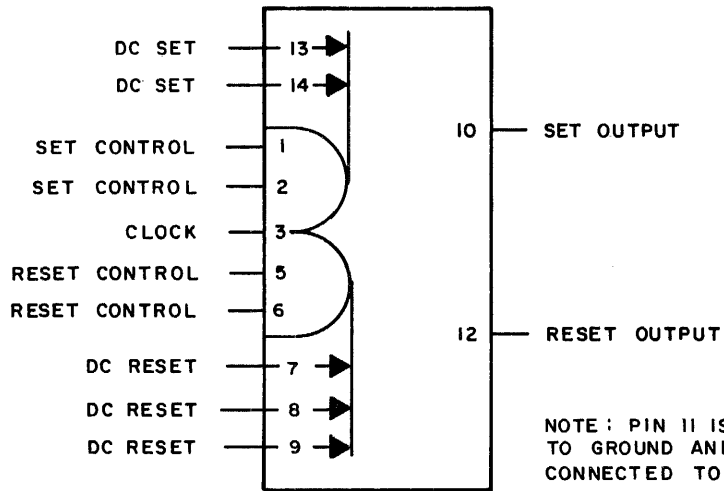 DC SET 13
DC SET 14
SET CONTROL 1
SET CONTROL 2
CLOCK 3
RESET CONTROL 5
RESET CONTROL 6
DC RESET 7
DC RESET 8
DC RESET 9
10 SET OUTPUT
12 RESET OUTPUT
NOTE: PIN 11 IS
TO GROUND
CONNECTED TO